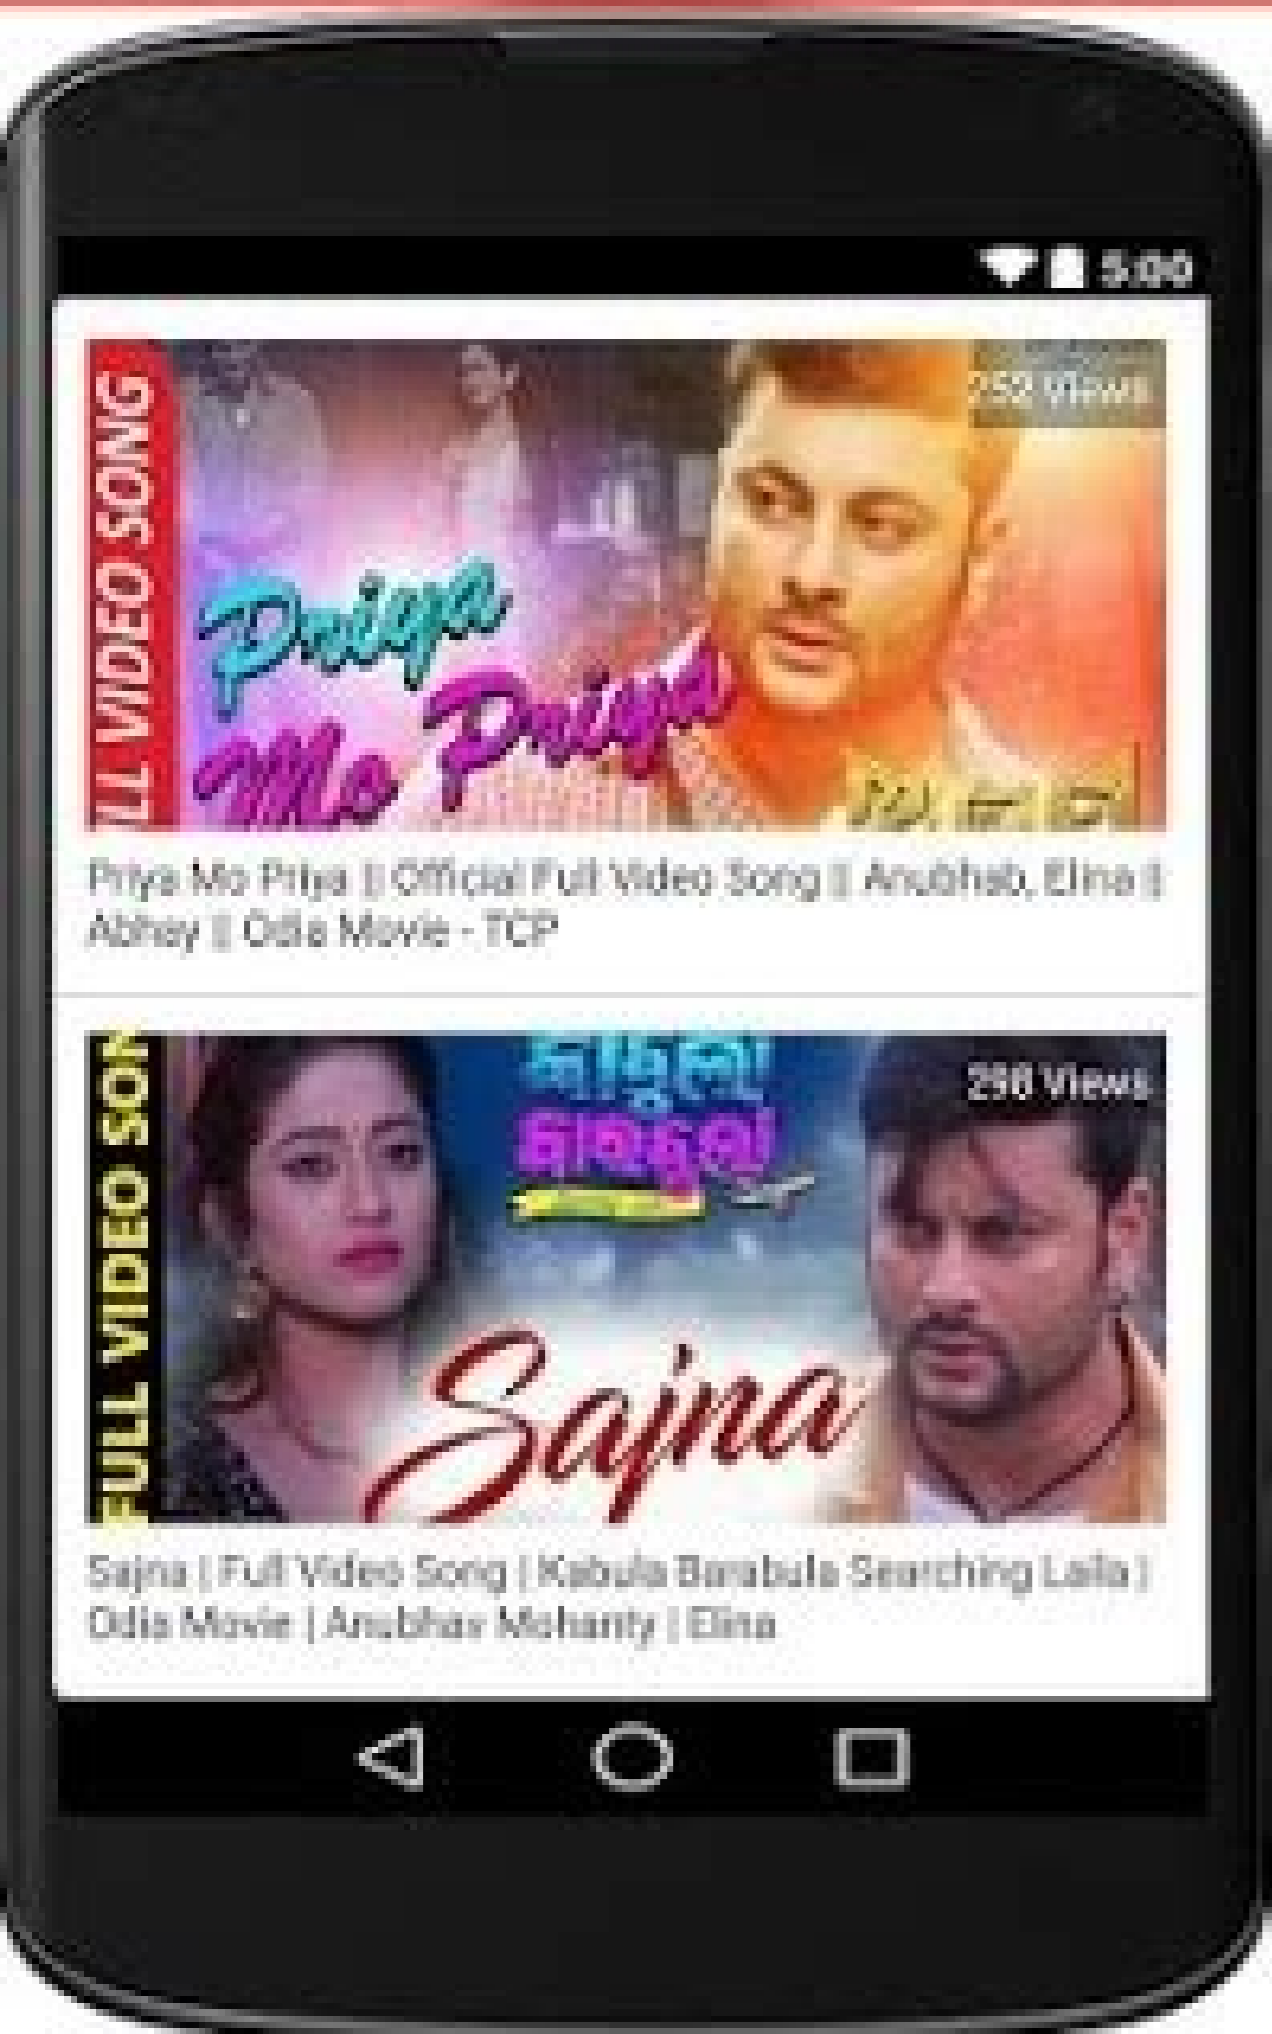 5:00
LL VIDEO SONG
252 Views
Priya
Mo Priya
Priya Mo Priya || Official Full Video Song || Anubhab, Elina ||
Abhay || Odia Movie - TCP
FULL VIDEO SON
298 Views
Sajna
Sajna | Full Video Song | Kabula Barabula Searching Laila |
Odia Movie | Anubhav Mohanty | Elina